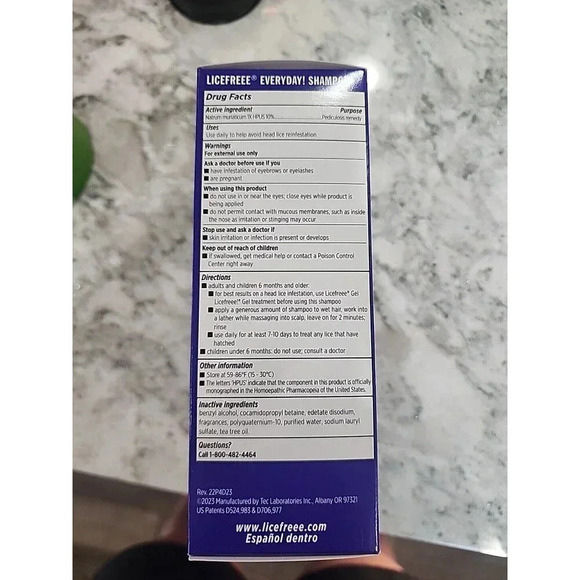 LICEFREEE® EVERYDAY! SHAMPOO
Drug Facts
Active ingredient Purpose
Natrum muriaticum 1X HPUS 10% Pediculosis remedy
Uses
Use daily to help avoid head lice reinfestation
Warnings
For external use only
Ask a doctor before use if you
■ have infestation of eyebrows or eyelashes
■ are pregnant
When using this product
■ do not use in or near the eyes; close eyes while product is
being applied
■ do not permit contact with mucous membranes, such as inside
the nose as irritation or stinging may occur
Stop use and ask a doctor if
■ skin irritation or infection is present or develops
Keep out of reach of children
■ if swallowed, get medical help or contact a Poison Control
Center right away
Directions
■ adults and children 6 months and older:
■ for best results on a head lice infestation, use Licefreee® Gel
Licefreee!® Gel treatment before using this shampoo
■ apply a generous amount of shampoo to wet hair, work into
a lather while massaging into scalp; leave on for 2 minutes;
rinse
■ use daily for at least 7-10 days to treat any lice that have
hatched
■ children under 6 months: do not use; consult a doctor
Other information
■ Store at 59-86°F (15 - 30°C)
■ The letters 'HPUS' indicate that the component in this product is officially
monographed in the Homoeopathic Pharmacopeia of the United States.
Inactive ingredients
benzyl alcohol, cocamidopropyl betaine, edetate disodium,
fragrances, polyquaternium-10, purified water, sodium lauryl
sulfate, tea tree oil.
Questions?
Call 1-800-482-4464
Rev. 22P4D23
©2023 Manufactured by Tec Laboratories Inc., Albany OR 97321
US Patents D524,983 & D706,977
www.licefreee.com
Español dentro